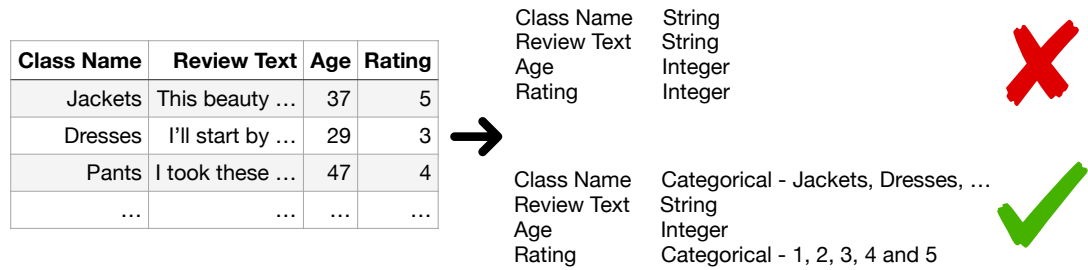 Class Name Review Text Age Rating
Jackets This beauty … 37 5
Dresses I’ll start by … 29 3
Pants I took these … 47 4
… … … …
Class Name String
Review Text String
Age Integer
Rating Integer
Class Name Categorical - Jackets, Dresses, …
Review Text String
Age Integer
Rating Categorical - 1, 2, 3, 4 and 5